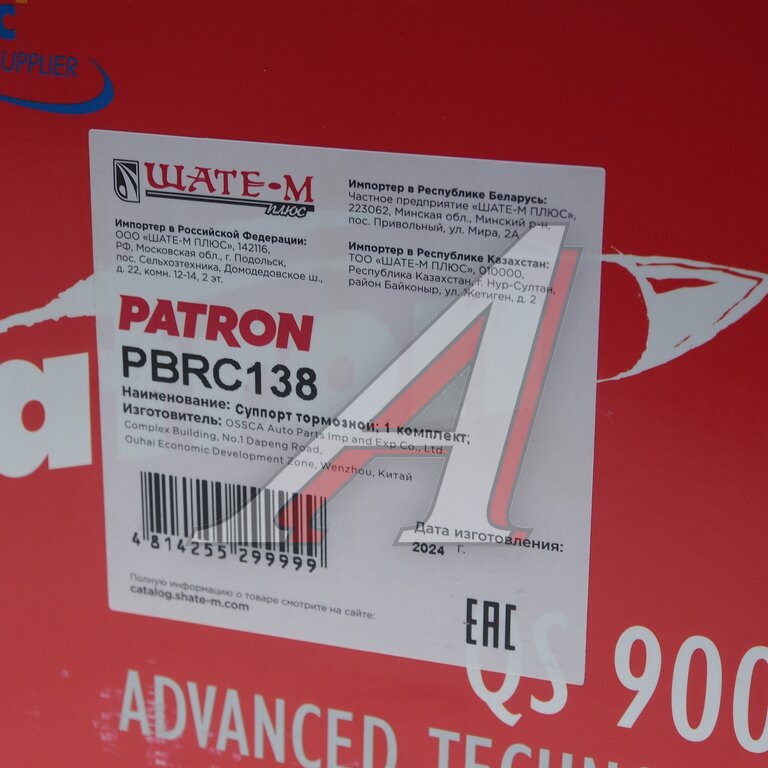 c
UPPLIER
ШАТЕ-М
плюс
Импортер в Российской Федерации:
ООО «ШАТЕ-М ПЛЮС», 142116,
РФ, Московская обл., г. Подольск,
пос. Сельхозтехника, Домодедовское ш.,
д. 22, комн. 12-14, 2 эт.
Импортер в Республике Беларусь:
Частное предприятие «ШАТЕ-М ПЛЮС»,
223062, Минская обл., Минский р-н,
пос. Привольный, ул. Мира, 2А
Импортер в Республике Казахстан:
ТОО «ШАТЕ-М ПЛЮС», 010000,
Республика Казахстан, г. Нур-Султан,
район Байконыр, ул. Жетиген, д. 2
PATRON
PBRC138
Наименование: Суппорт тормозной; 1 комплект;
Изготовитель: OSSCA Auto Parts Imp and Exp Co., Ltd.
Complex Building, No.1 Dapeng Road,
Ouhai Economic Development Zone, Wenzhou, Китай
4 814255 299999
Дата изготовления:
2024 г.
Полную информацию о товаре смотрите на сайте:
catalog.shate-m.com
EAC
QS 900
ADVANCED TECHN